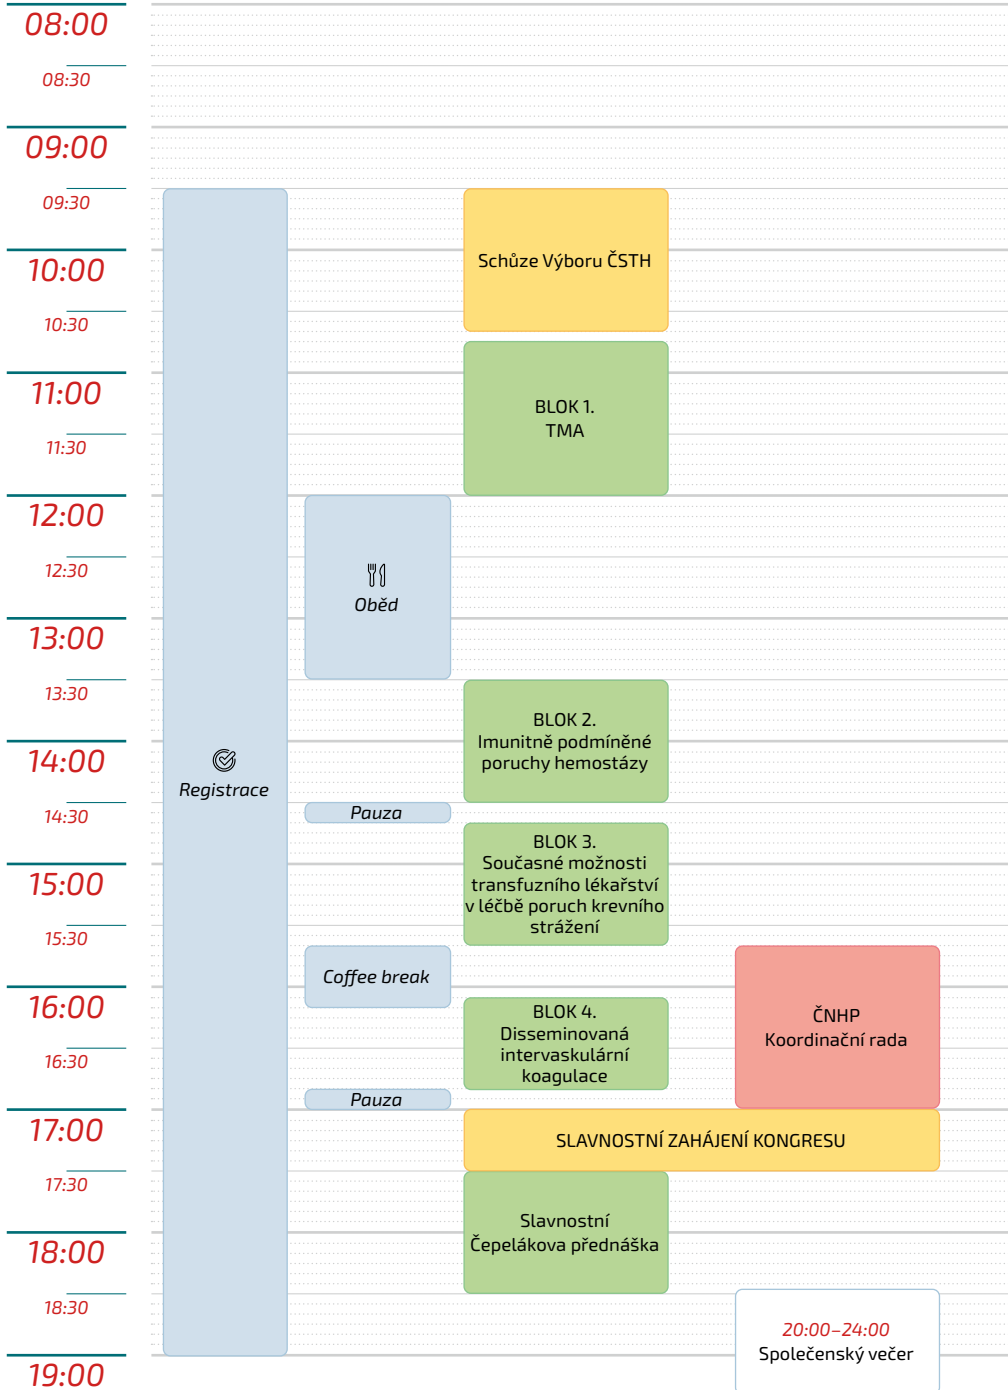 08:00
08:30
09:00
09:30
10:00
10:30
11:00
11:30
12:00
12:30
13:00
13:30
14:00
14:30
15:00
15:30
16:00
16:30
17:00
17:30
18:00
18:30
19:00
Registrace
Oběd
Pauza
Coffee break
Pauza
Schůze Výboru ČSTH
BLOK 1.
TMA
BLOK 2.
Imunitně podmíněné
poruchy hemostázy
BLOK 3.
Současné možnosti
transfuzního lékařství
v léčbě poruch krevního
strážení
BLOK 4.
Disseminovaná
intervaskulární
koagulace
ČNHP
Koordinační rada
SLAVNOSTNÍ ZAHÁJENÍ KONGRESU
Slavnostní
Čepelákova přednáška
20:00–24:00
Společenský večer